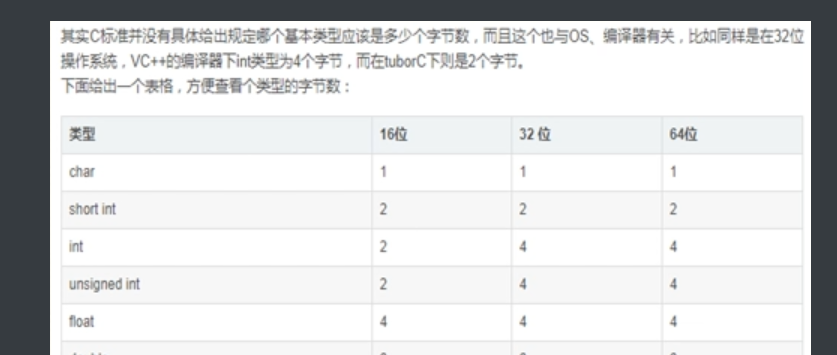 其实C标准并没有具体给出规定哪个基本类型应该是多少个字节数，而且这个也与OS、编译器有关，比如同样是在32位
操作系统，VC++的编译器下int类型为4个字节，而在tuborC下则是2个字节。
下面给出一个表格，方便查看个类型的字节数：
类型 16位 32 位 64位
char 1 1 1
short int 2 2 2
int 2 4 4
unsigned int 2 4 4
float 4 4 4